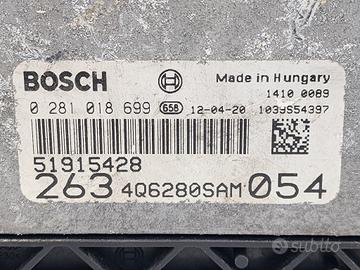 BOSCH
Made in Hungary
1410 0089
0 281 018 699 658 12-04-20 1039S54397
51915428
263 4Q6280SAM 054
subito